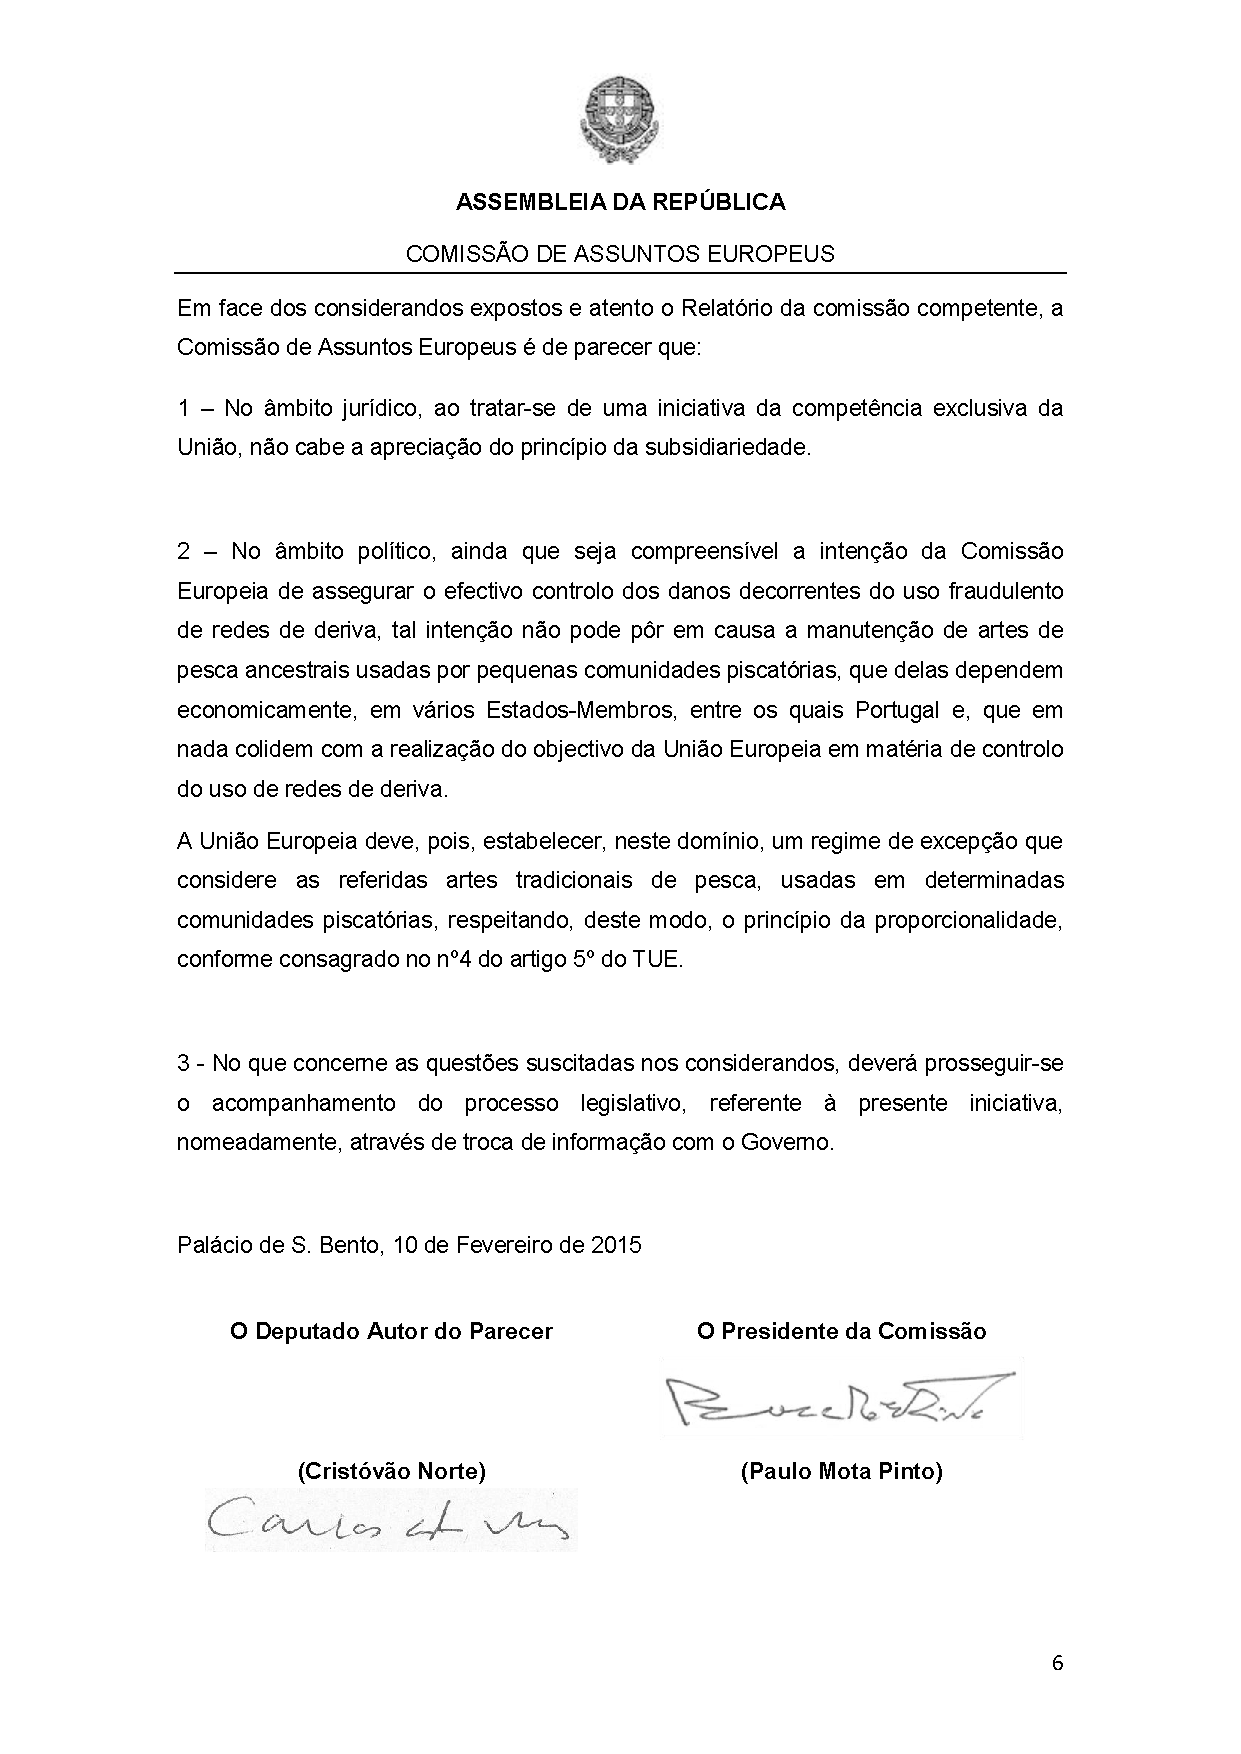 ASSEMBLEIA DA REPÚBLICA
COMISSÃO DE ASSUNTOS EUROPEUS
Em face dos considerandos expostos e atento o Relatório da comissão competente, a
Comissão de Assuntos Europeus é de parecer que:
1 – No âmbito jurídico, ao tratar-se de uma iniciativa da competência exclusiva da
União, não cabe a apreciação do princípio da subsidiariedade.
2 – No âmbito político, ainda que seja compreensível a intenção da Comissão
Europeia de assegurar o efectivo controlo dos danos decorrentes do uso fraudulento
de redes de deriva, tal intenção não pode pôr em causa a manutenção de artes de
pesca ancestrais usadas por pequenas comunidades piscatórias, que delas dependem
economicamente, em vários Estados-Membros, entre os quais Portugal e, que em
nada colidem com a realização do objectivo da União Europeia em matéria de controlo
do uso de redes de deriva.
A União Europeia deve, pois, estabelecer, neste domínio, um regime de excepção que
considere as referidas artes tradicionais de pesca, usadas em determinadas
comunidades piscatórias, respeitando, deste modo, o princípio da proporcionalidade,
conforme consagrado no nº4 do artigo 5º do TUE.
3 - No que concerne as questões suscitadas nos considerandos, deverá prosseguir-se
o acompanhamento do processo legislativo, referente à presente iniciativa,
nomeadamente, através de troca de informação com o Governo.
Palácio de S. Bento, 10 de Fevereiro de 2015
O Deputado Autor do Parecer O Presidente da Comissão
(Cristóvão Norte) (Paulo Mota Pinto)
Carlos
6